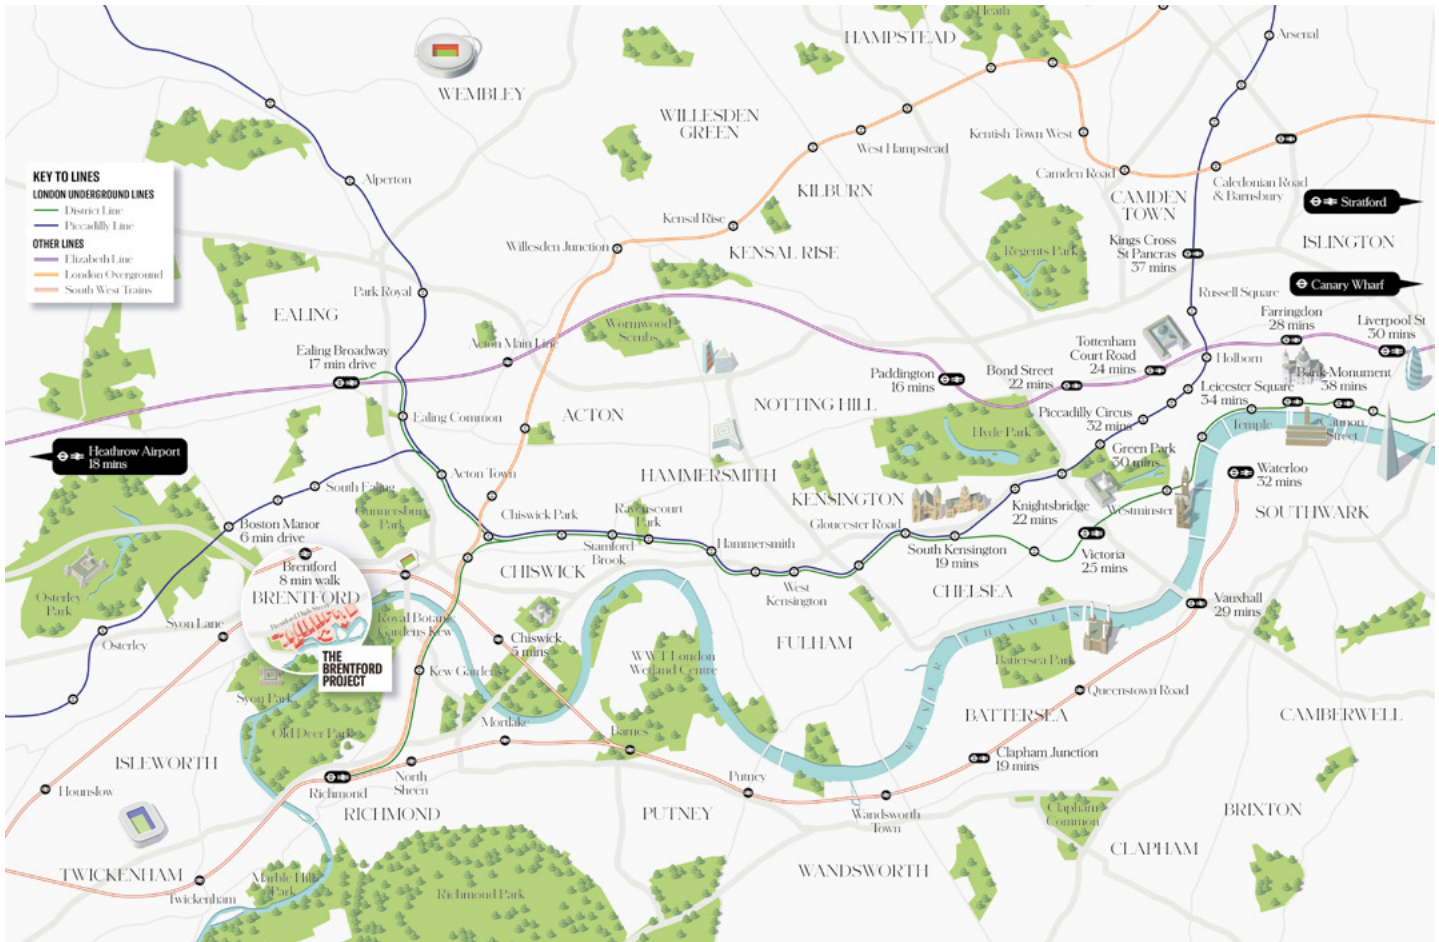 Heath
HAMPSTEAD
Arsenal
WEMBLEY
WILLESDEN
GREEN
Kentish Town West
West Hampstead
KEY TO LINES
LONDON UNDERGROUND LINES
District Line
Piccadilly Line
OTHER LINES
Elizabeth Line
London Overground
South West Trains
Alperton
KILBURN
Camden Road
CAMDEN
TOWN
Caledonian Road
& Barnsbury
Stratford
Kensal Rise
Willesden Junction
KENSAL RISE
Regents Park
Kings Cross
St Pancras
37 mins
ISLINGTON
Canary Wharf
Park Royal
Russell Square
EALING
Wormwood
Scrubs
Farringdon
28 mins
Liverpool St
30 mins
Acton Main Line
Ealing Broadway
17 min drive
Tottenham
Court Road
24 mins
Holborn
Paddington
16 mins
Bond Street
22 mins
Bank-Monument
38 mins
Leicester Square
34 mins
NOTTING HILL
Ealing Common
ACTON
Piccadilly Circus
32 mins
Temple
Cannon
Street
Hyde Park
Green Park
30 mins
Heathrow Airport
18 mins
Acton Town
HAMMERSMITH
Waterloo
32 mins
South Ealing
KENSINGTON
Gunnersbury
Park
Knightsbridge
22 mins
Westminster
SOUTHWARK
Chiswick Park
Ravenscourt
Park
Boston Manor
6 min drive
Gloucester Road
Stamford
Brook
Hammersmith
South Kensington
19 mins
Victoria
25 mins
Brentford
8 min walk
CHISWICK
BRENTFORD
West
Kensington
CHELSEA
Osterley
Park
Vauxhall
29 mins
Brentford High Street
Syon Lane
Royal Botanic
Gardens Kew
Osterley
Chiswick
5 mins
FULHAM
RIVER THAMES
THE
BRENTFORD
PROJECT
WWT London
Wetland Centre
Battersea Park
Kew Gardens
Syon Park
Queenstown Road
BATTERSEA
CAMBERWELL
Mortlake
Old Deer Park
Barnes
ISLEWORTH
Clapham Junction
19 mins
Hounslow
Richmond
North
Sheen
Putney
RICHMOND
PUTNEY
Wandsworth
Town
Clapham
Common
BRIXTON
CLAPHAM
TWICKENHAM
WANDSWORTH
Marble Hill
Park
Twickenham
Richmond Park